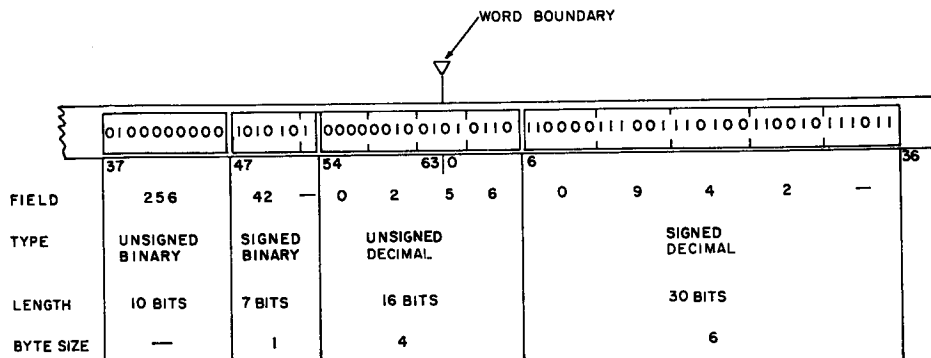 WORD BOUNDARY
0100000000 1010101 0000001001010110 110000111001110100110010111011
37 47 54 63 0 6 36
FIELD 256 42 — 0 2 5 6 0 9 4 2 —
TYPE UNSIGNED BINARY SIGNED BINARY UNSIGNED DECIMAL SIGNED DECIMAL
LENGTH 10 BITS 7 BITS 16 BITS 30 BITS
BYTE SIZE — 1 4 6